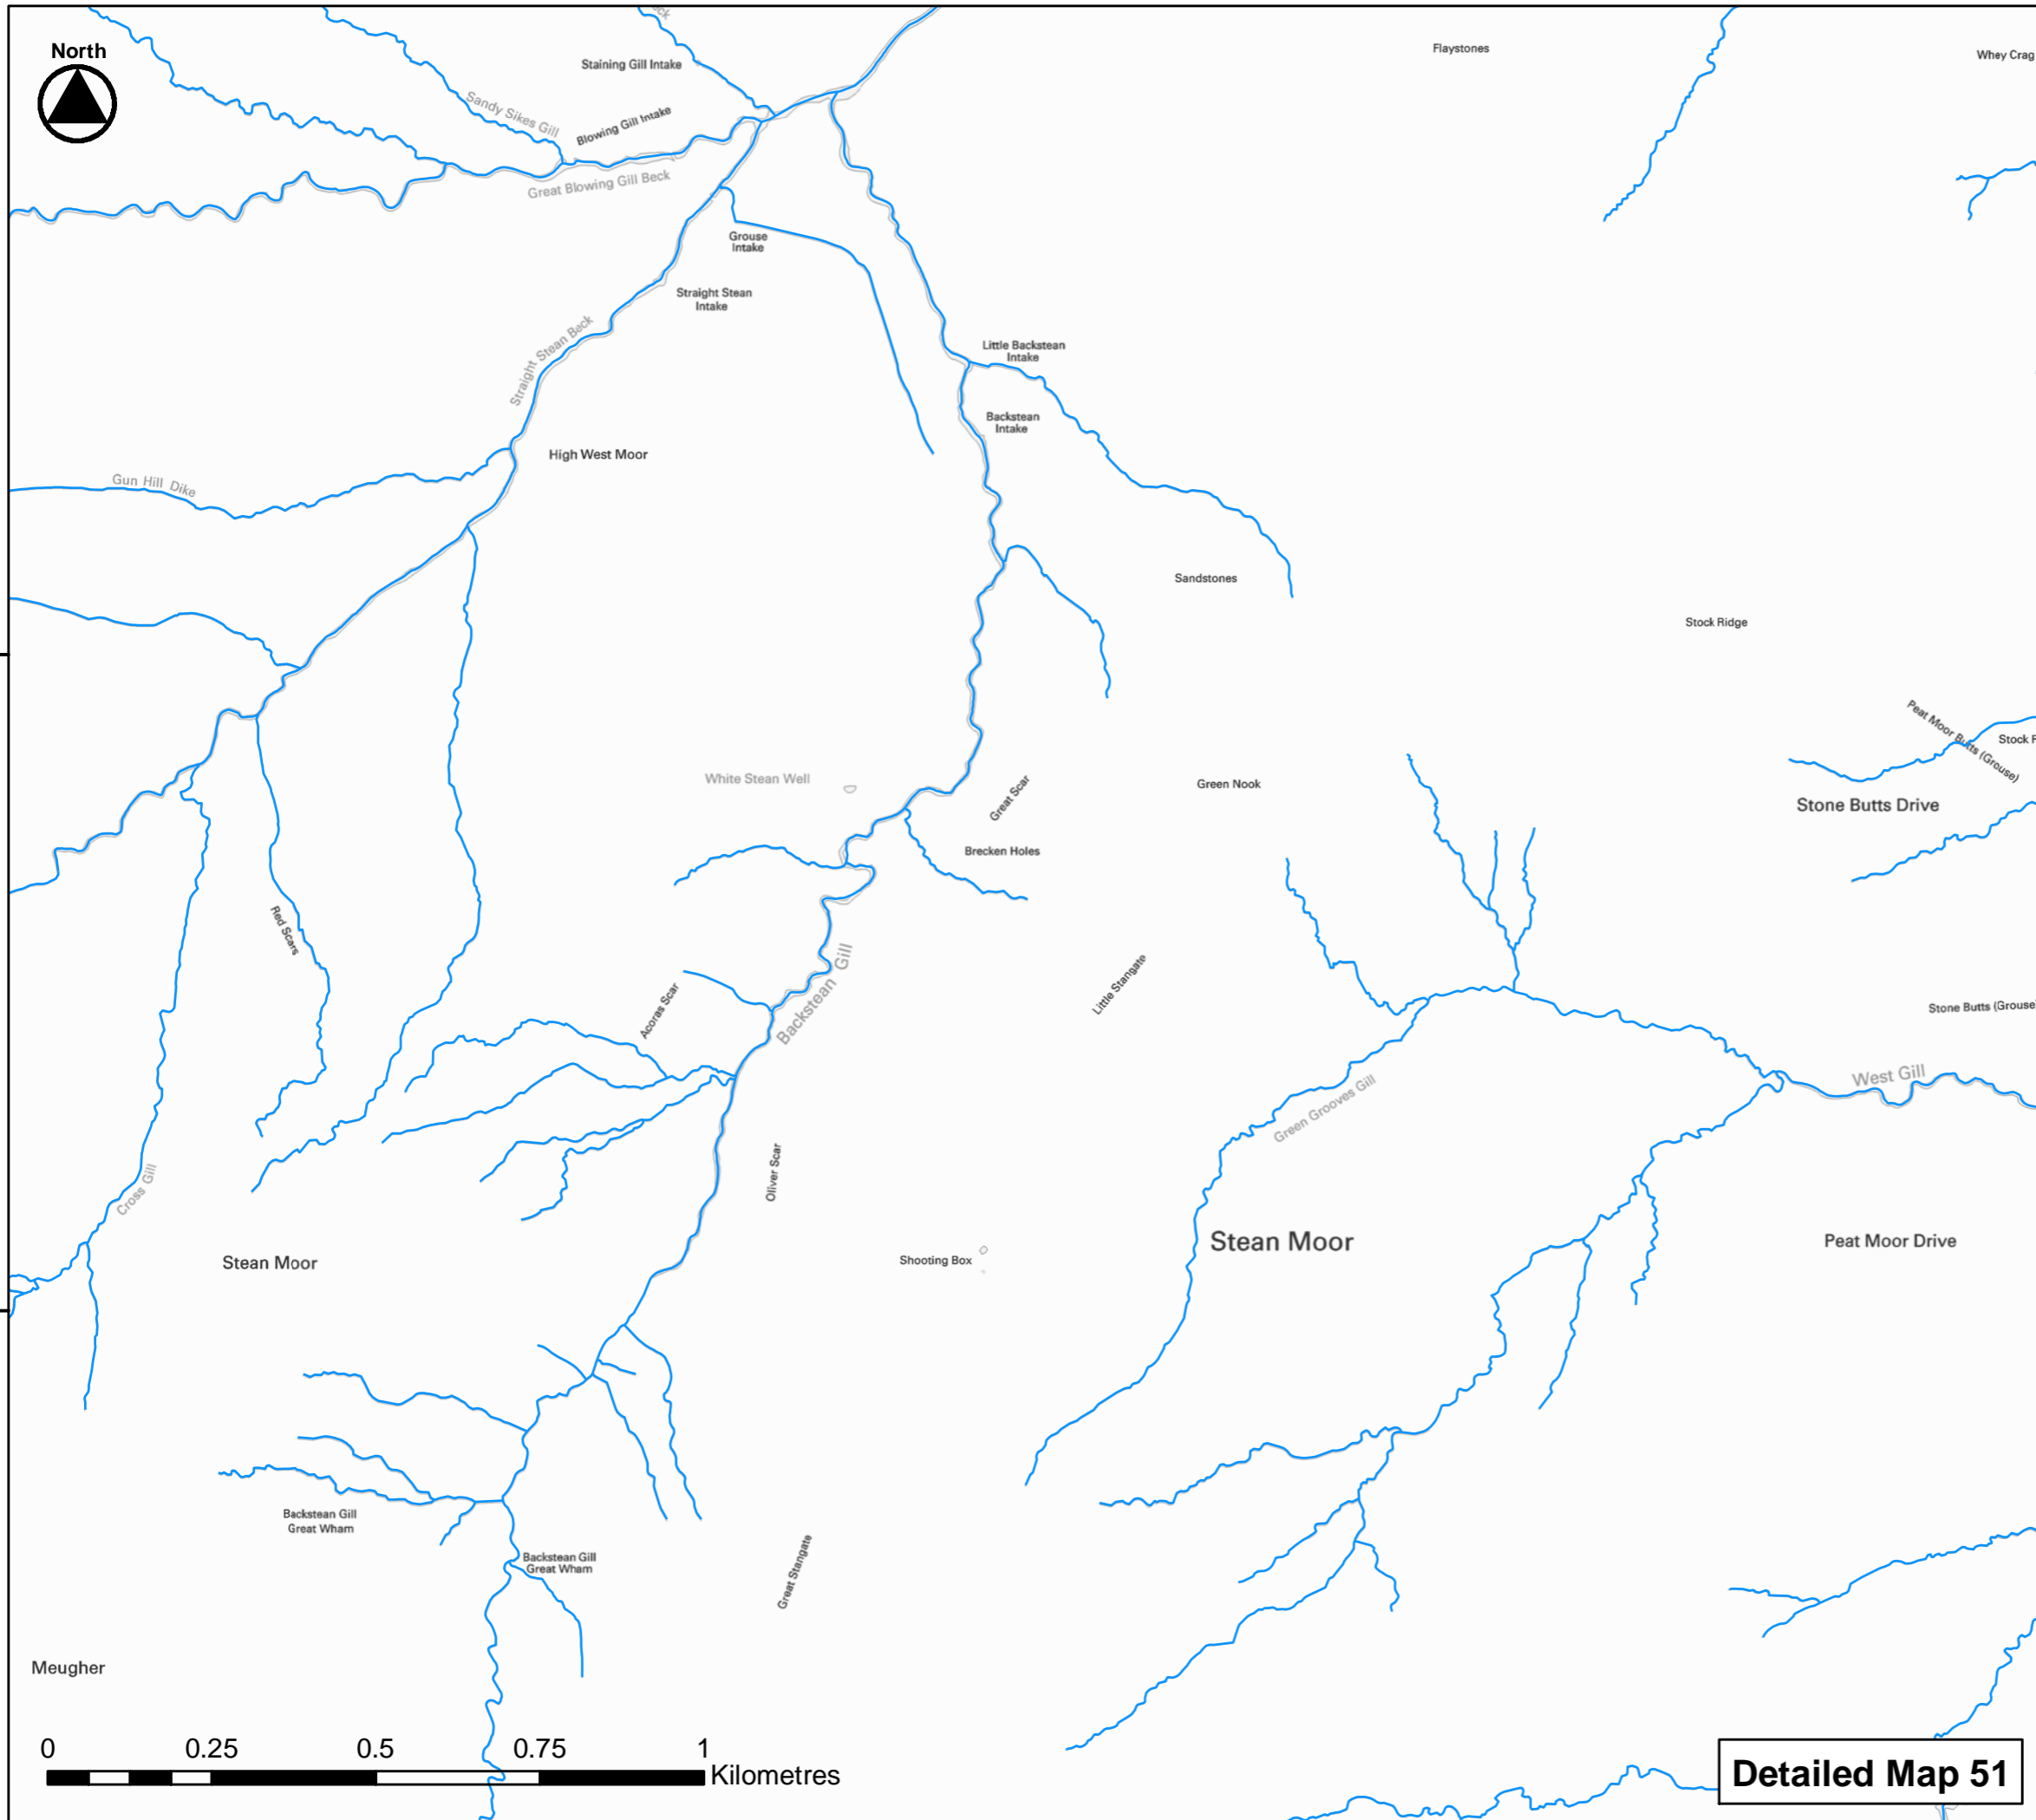 North
Staining Gill Intake
Flaystones
Whey Crag
Sandy Sikes Gill
Blowing Gill Intake
Great Blowing Gill Beck
Grouse
Intake
Straight Stean
Intake
Straight Stean Beck
Little Backstean
Intake
Backstean
Intake
High West Moor
Gun Hill Dike
Sandstones
Stock Ridge
Peat Moor Butts (Grouse)
Stock
White Stean Well
Great Scar
Green Nook
Stone Butts Drive
Brecken Holes
Red Scars
Backstean Gill
Acoras Scar
Little Stangate
Stone Butts (Grouse)
West Gill
Green Grooves Gill
Cross Gill
Oliver Scar
Stean Moor
Shooting Box
Stean Moor
Peat Moor Drive
Backstean Gill
Great Wham
Backstean Gill
Great Wham
Great Stangate
Meugher
0 0.25 0.5 0.75 1
Kilometres
Detailed Map 51